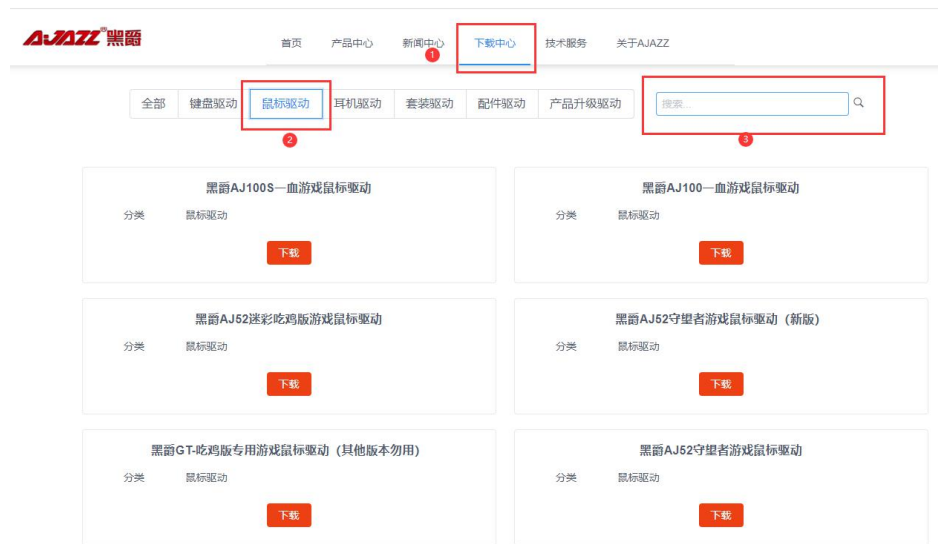 AJAZZ®黑爵
首页 产品中心 新闻中心 下载中心 技术服务 关于AJAZZ
1
全部 键盘驱动 鼠标驱动 耳机驱动 套装驱动 配件驱动 产品升级驱动 搜索...
2 3
黑爵AJ100S一血游戏鼠标驱动 黑爵AJ100一血游戏鼠标驱动
分类 鼠标驱动 分类 鼠标驱动
下载 下载
黑爵AJ52迷彩吃鸡版游戏鼠标驱动 黑爵AJ52守望者游戏鼠标驱动（新版）
分类 鼠标驱动 分类 鼠标驱动
下载 下载
黑爵GT-吃鸡版专用游戏鼠标驱动（其他版本勿用） 黑爵AJ52守望者游戏鼠标驱动
分类 鼠标驱动 分类 鼠标驱动
下载 下载